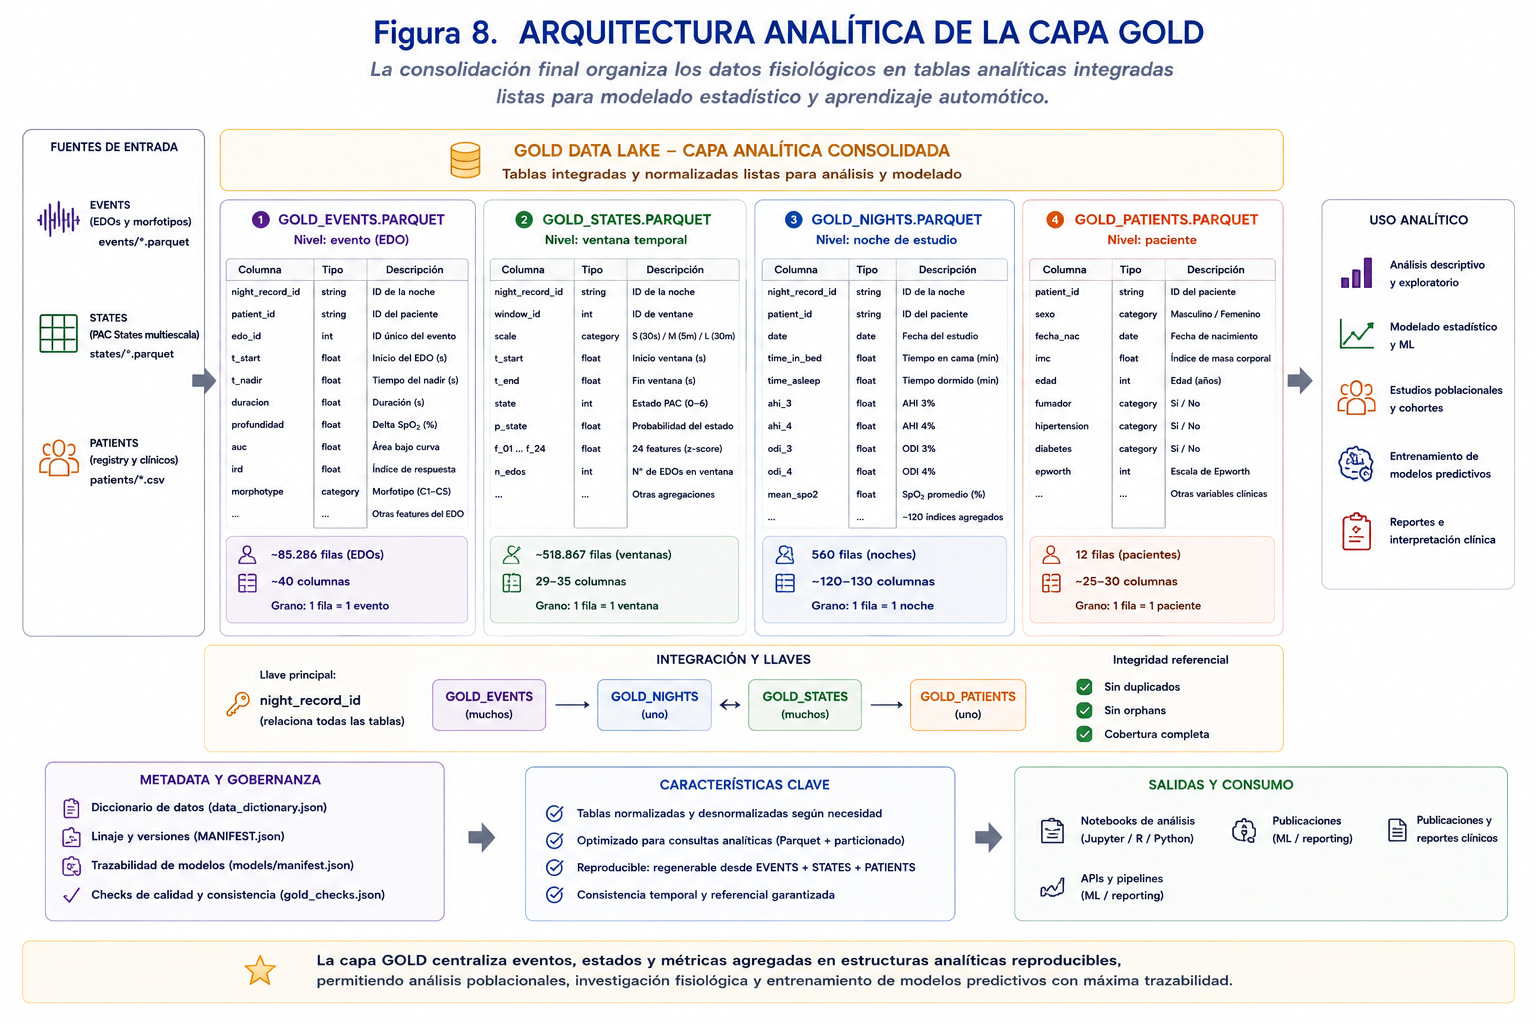 Figura 8. ARQUITECTURA ANALÍTICA DE LA CAPA GOLD
La consolidación final organiza los datos fisiológicos en tablas analíticas integradas
listas para modelado estadístico y aprendizaje automótico.
FUENTES DE ENTRADA
EVENTS
(EDOs y morfotipos)
events/*.parquet
STATES
(PAC States multiescala)
states/*.parquet
PATIENTS
(registry y clínicos)
patients/*.csv
GOLD DATA LAKE – CAPA ANALÍTICA CONSOLIDADA
Tablas integradas y normalizadas listas para análisis y modelado
1 GOLD_EVENTS.PARQUET
Nivel: evento (EDO)
Columna Tipo Descripción
night_record_id string ID de la noche
patient_id string ID del paciente
edo_id int ID único del evento
t_start float Inicio del EDO (s)
t_nadir float Tiempo del nadir (s)
duracion float Duración (s)
profundidad float Delta SpO₂ (%)
auc float Área bajo curva
ird float Índice de respuesta
morphotype category Morfotipo (C1–C5)
... ... Otras features del EDO
~85.286 filas (EDOs)
~40 columnas
Grano: 1 fila = 1 evento
2 GOLD_STATES.PARQUET
Nivel: ventana temporal
Columna Tipo Descripción
night_record_id string ID de la noche
window_id int ID de ventane
scale category S (30s) / M (5m) / L (30m)
t_start float Inicio ventana (s)
t_end float Fin ventana (s)
state int Estado PAC (0–6)
p_state float Probabilidad del estado
f_01 ... f_24 float 24 features (z-score)
n_edos int N° de EDOs en ventana
... ... Otras agregaciones
~518.867 filas (ventanas)
29–35 columnas
Grano: 1 fila = 1 ventana
3 GOLD_NIGHTS.PARQUET
Nivel: noche de estudio
Columna Tipo Descripción
night_record_id string ID de la noche
patient_id string ID del paciente
date date Fecha del estudio
time_in_bed float Tiempo en cama (min)
time_asleep float Tiempo dormido (min)
ahi_3 float AHI 3%
ahi_4 float AHI 4%
odi_3 float ODI 3%
odi_4 float ODI 4%
mean_spo2 float SpO₂ promedio (%)
... ... ~120 indices agregados
560 filas (noches)
~120–130 columnas
Grano: 1 fila = 1 noche
4 GOLD_PATIENTS.PARQUET
Nivel: paciente
Columna Tipo Descripción
patient_id string ID del paciente
sexo category Masculino / Femenino
fecha_nac date Fecha de nacimiento
imc float Índice de masa corporal
edad int Edad (años)
fumador category Si / No
hipertension category Si / No
diabetes category Si / No
epworth int Escala de Epworth
... ... Otras variables clínicas
12 filas (pacientes)
~25–30 columnas
Grano: 1 fila = 1 paciente
USO ANALÍTICO
Análisis descriptivo
y exploratorio
Modelado estadístico
y ML
Estudios poblacionales
y cohortes
Entrenamiento de
modelos predictivos
Reportes e
interpretación clínica
INTEGRACIÓN Y LLAVES
Llave principal:
night_record_id
(relaciona todas las tablas)
GOLD_EVENTS
(muchos)
GOLD_NIGHTS
(uno)
GOLD_STATES
(muchos)
GOLD_PATIENTS
(uno)
Integridad referencial
Sin duplicados
Sin orphans
Cobertura completa
METADATA Y GOBERNANZA
Diccionario de datos (data_dictionary.json)
Linaje y versiones (MANIFEST.json)
Trazabilidad de modelos (models/manifest.json)
Checks de calidad y consistencia (gold_checks.json)
CARACTERÍSTICAS CLAVE
Tablas normalizadas y desnormalizadas según necesidad
Optimizado para consultas analíticas (Parquet + particionado)
Reproducible: regenerable desde EVENTS + STATES + PATIENTS
Consistencia temporal y referencial garantizada
SALIDAS Y CONSUMO
Notebooks de análisis
(Jupyter / R / Python)
Publicaciones
(ML / reporting)
Publicaciones y
reportes clínicos
APIs y pipelines
(ML / reporting)
La capa GOLD centraliza eventos, estados y métricas agregadas en estructuras analíticas reproducibles,
permitiendo análisis poblacionales, investigación fisiológica y entrenamiento de modelos predictivos con máxima trazabilidad.